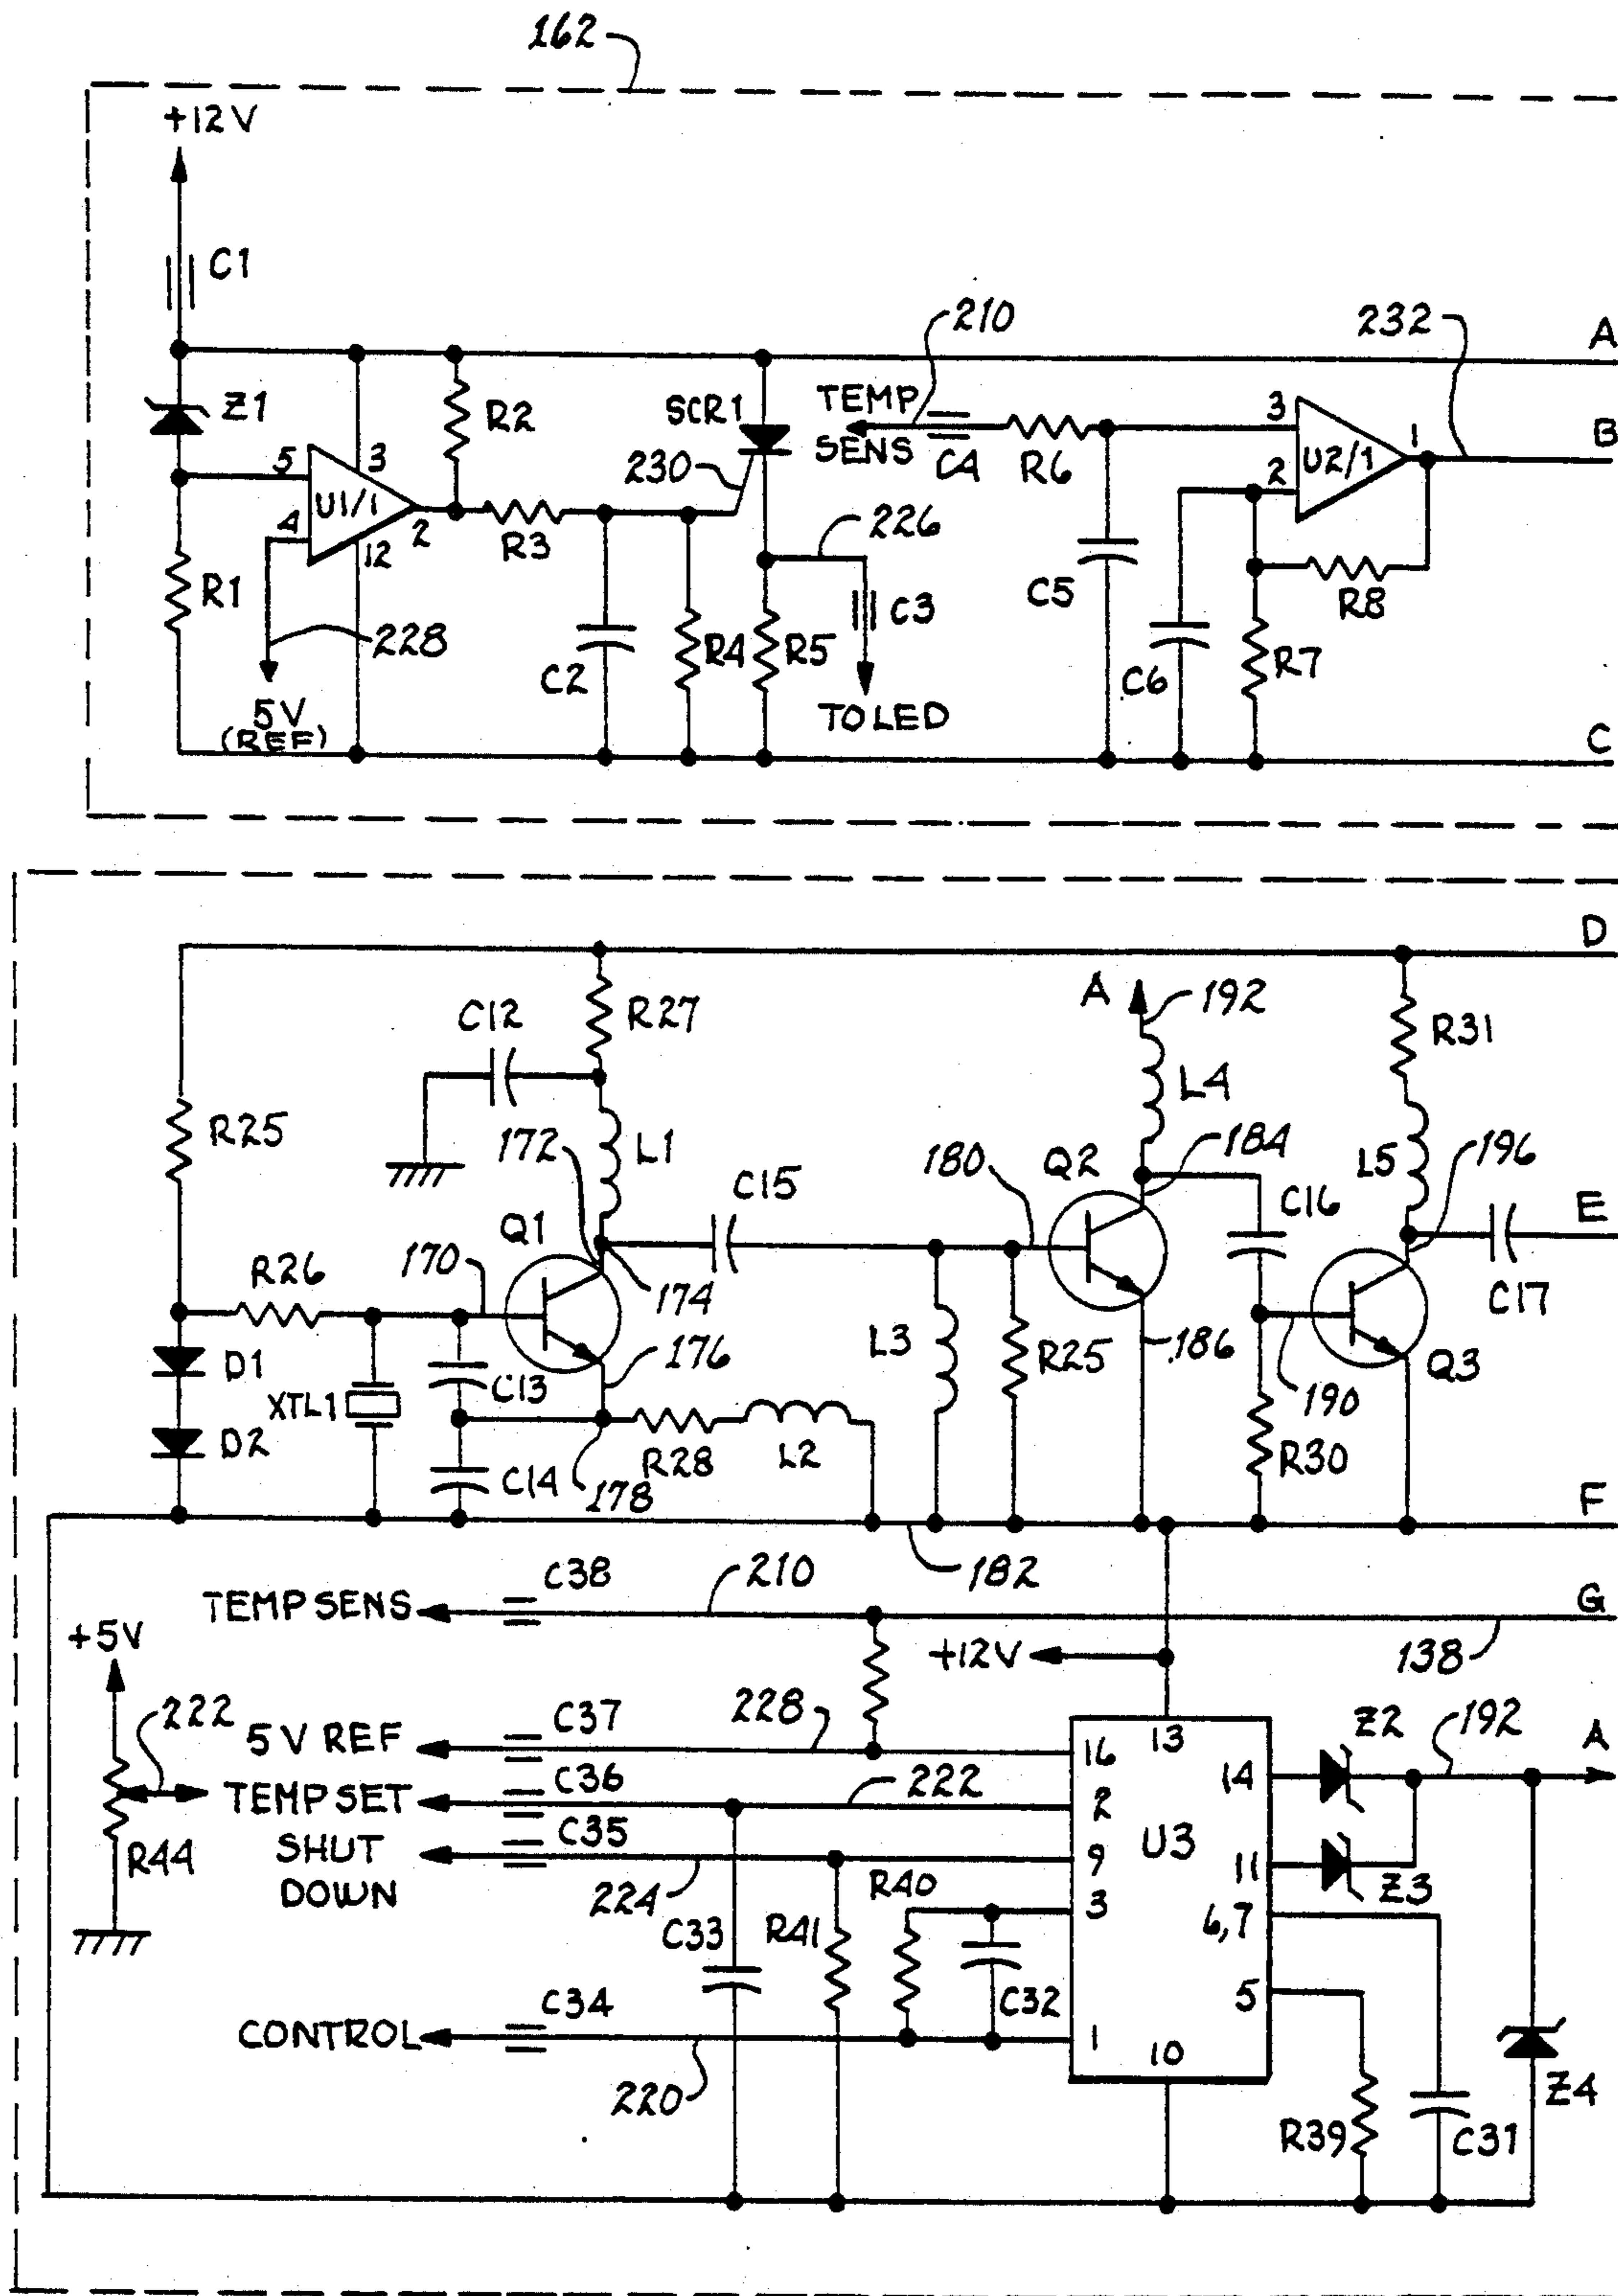 162
+12V
C1
210
232
A
Z1
R2
SCR1
TEMP
SENS
C4
R6
3
1
B
5
3
U1/1
230
U2/1
2
4
2
12
R3
226
R1
C5
R8
228
C2
R4
R5
C3
C6
R7
5V
(REF)
TO LED
C
D
C12
R27
A
192
R31
L4
R25
172
L1
180
Q2
184
L5
196
C15
C16
E
Q1
R26
170
174
C17
L3
R25
186
Q3
D1
176
190
XTL1
C13
D2
R28
L2
R30
C14
178
F
182
C38
210
TEMP SENS
G
+5V
+12V
138
222
C37
228
Z2
192
A
5V REF
16
13
14
C36
222
TEMP SET
2
C35
U3
R44
SHUT
DOWN
9
11
224
R40
Z3
3
6,7
C33
R41
5
C34
C32
CONTROL
1
10
220
Z4
R39
C31